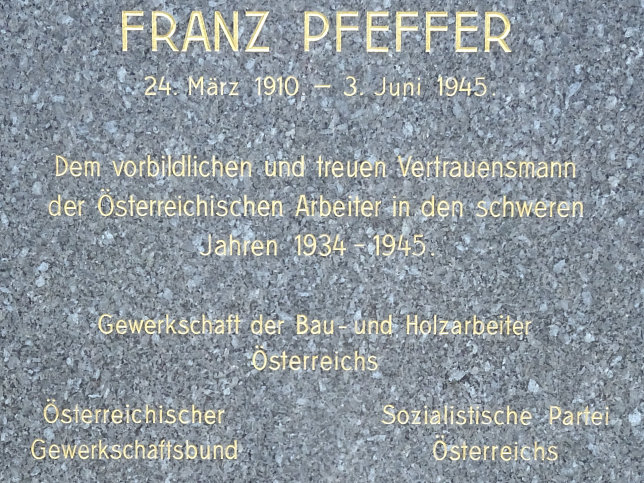 FRANZ PFEFFER
24. März 1910. – 3. Juni 1945.
Dem vorbildlichen und treuen Vertrauensmann
der Österreichischen Arbeiter in den schweren
Jahren 1934 – 1945.
Gewerkschaft der Bau- und Holzarbeiter
Österreichs
Österreichischer
Gewerkschaftsbund
Sozialistische Partei
Österreichs